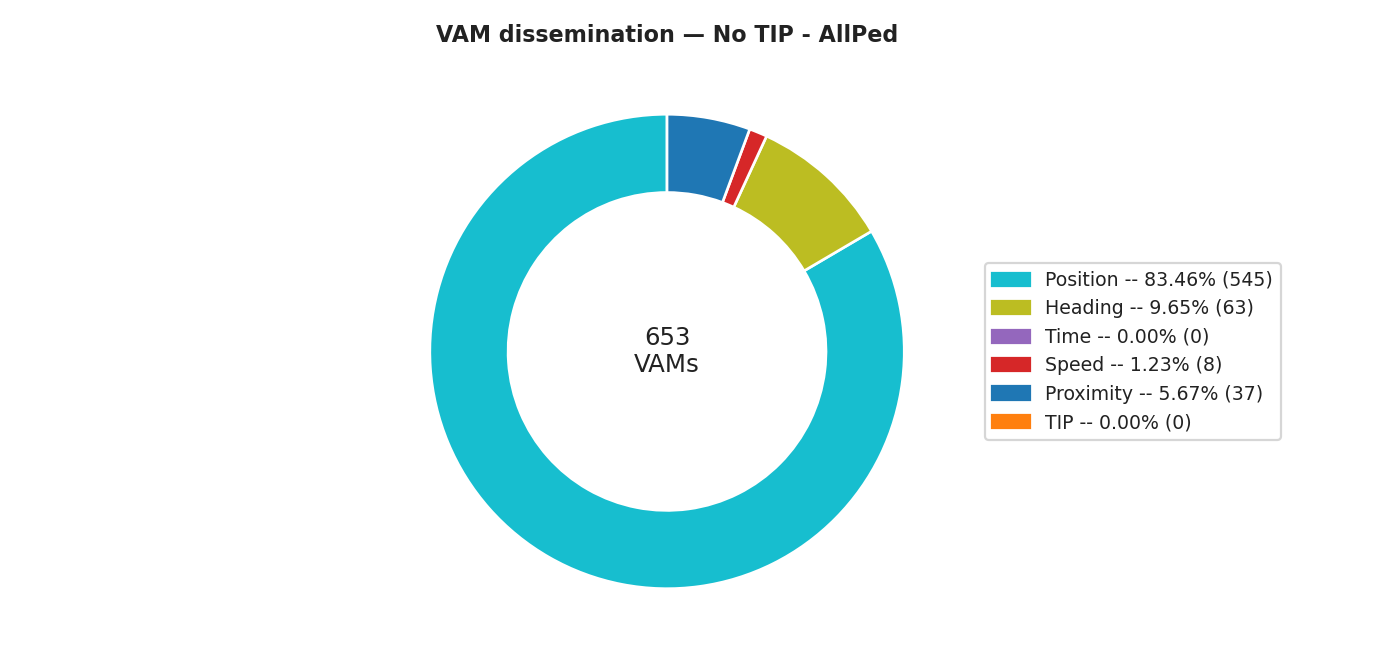 VAM dissemination — No TIP - AllPed
653
VAMs
Position -- 83.46% (545)
Heading -- 9.65% (63)
Time -- 0.00% (0)
Speed -- 1.23% (8)
Proximity -- 5.67% (37)
TIP -- 0.00% (0)